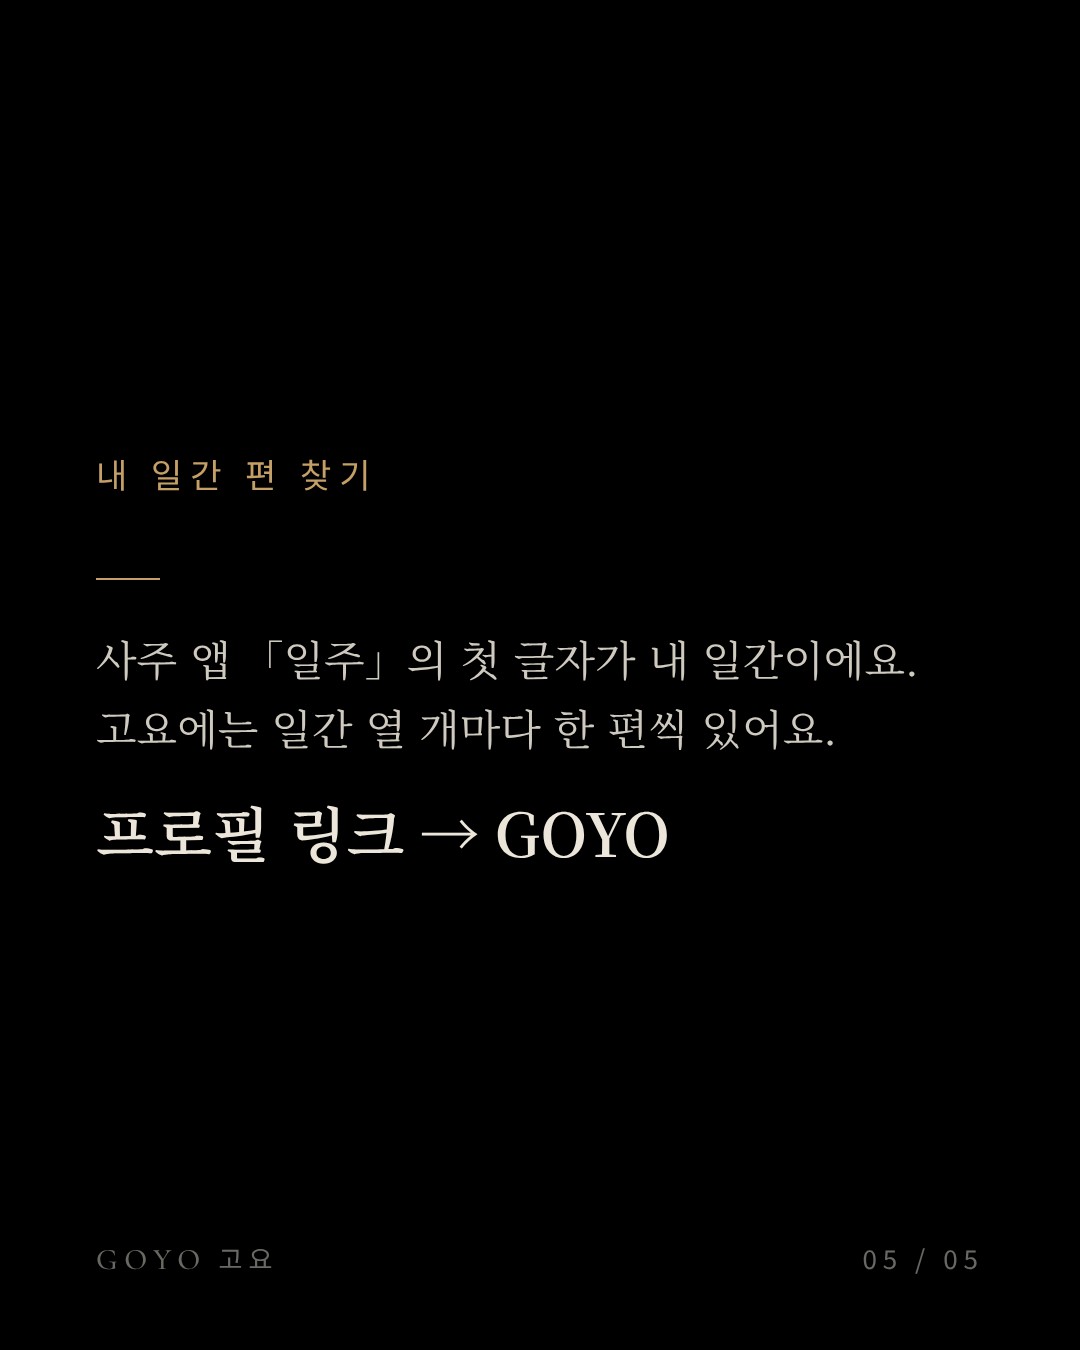 내 일간 편 찾기
사주 앱 「일주」의 첫 글자가 내 일간이에요.
고요에는 일간 열 개마다 한 편씩 있어요.
프로필 링크 → GOYO
GOYO 고요
05 / 05